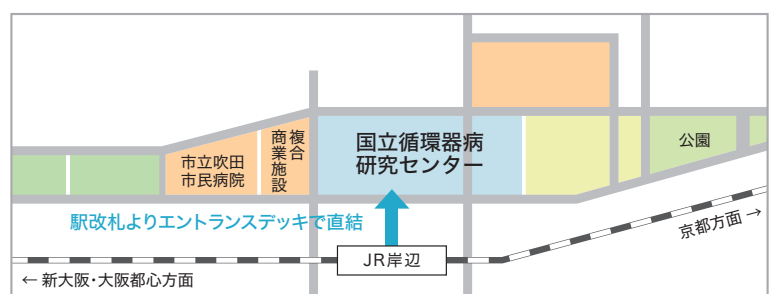 市立吹田
市民病院
複合
商業施設
国立循環器病
研究センター
公園
駅改札よりエントランスデッキで直結
京都方面 →
JR岸辺
← 新大阪・大阪都心方面